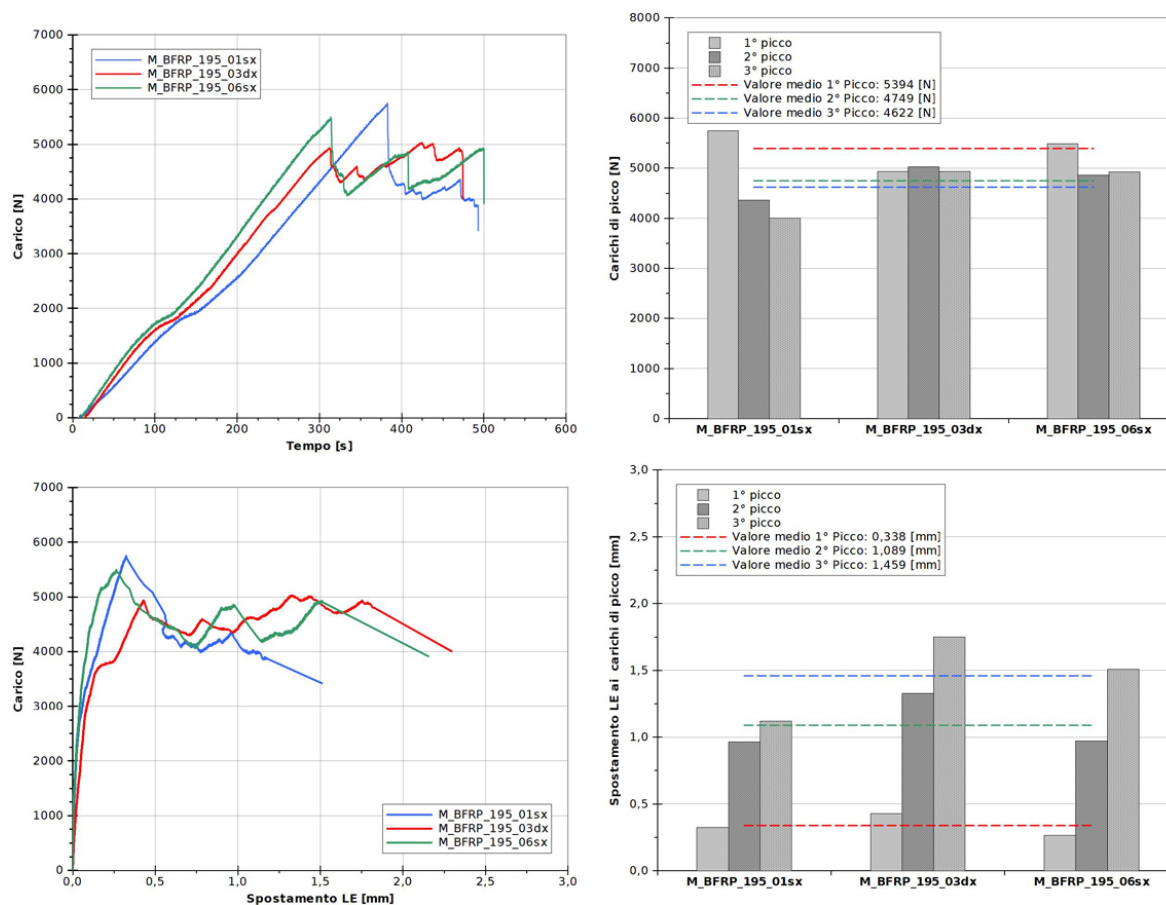 7000
6000
5000
4000
3000
2000
1000
0
Carico [N]
M_BFRP_195_01sx
M_BFRP_195_03dx
M_BFRP_195_06sx
0 100 200 300 400 500 600
Tempo [s]
8000
7000
6000
5000
4000
3000
2000
1000
0
Carichi di picco [N]
1° picco
2° picco
3° picco
Valore medio 1° Picco: 5394 [N]
Valore medio 2° Picco: 4749 [N]
Valore medio 3° Picco: 4622 [N]
M_BFRP_195_01sx M_BFRP_195_03dx M_BFRP_195_06sx
7000
6000
5000
4000
3000
2000
1000
0
Carico [N]
M_BFRP_195_01sx
M_BFRP_195_03dx
M_BFRP_195_06sx
0,0 0,5 1,0 1,5 2,0 2,5 3,0
Spostamento LE [mm]
3,0
2,5
2,0
1,5
1,0
0,5
0,0
Spostamento LE ai carichi di picco [mm]
1° picco
2° picco
3° picco
Valore medio 1° Picco: 0,338 [mm]
Valore medio 2° Picco: 1,089 [mm]
Valore medio 3° Picco: 1,459 [mm]
M_BFRP_195_01sx M_BFRP_195_03dx M_BFRP_195_06sx